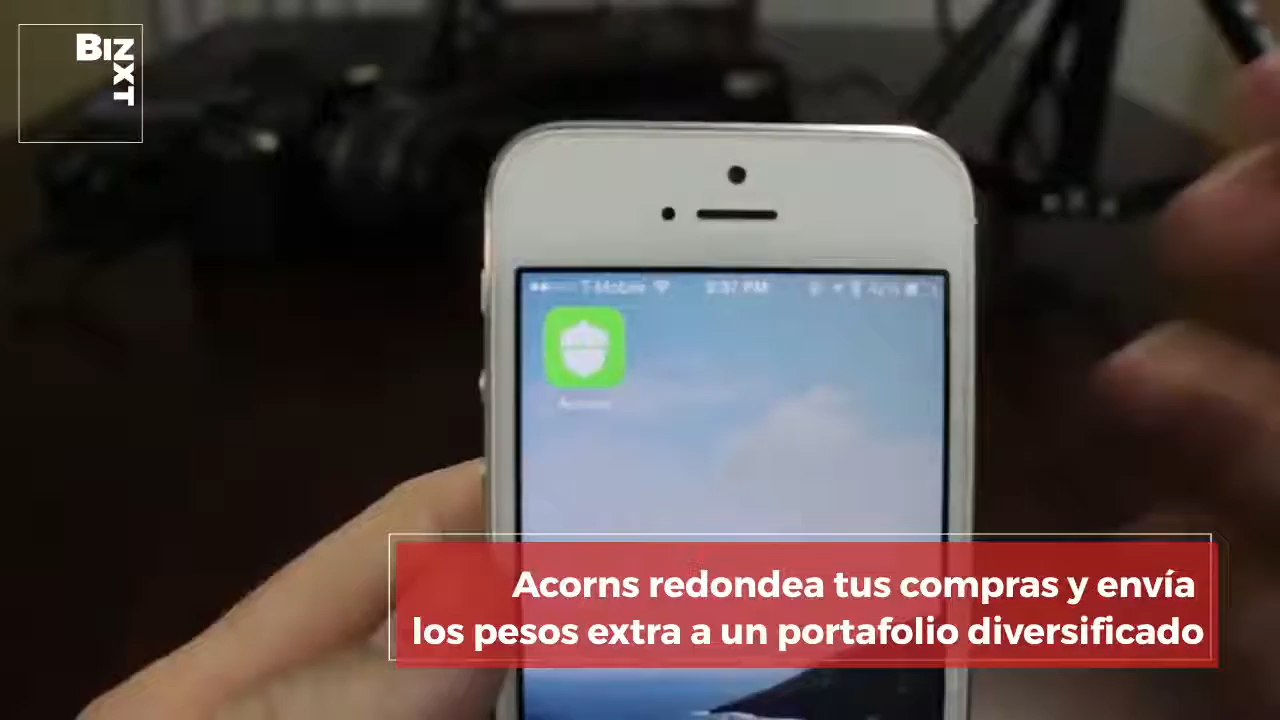 BIZ
NXT
T-Mobile
Acorns redondea tus compras y envía
los pesos extra a un portafolio diversificado